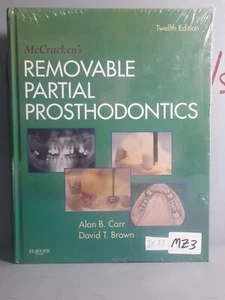 Twelfth Edition
McCracken's
REMOVABLE
PARTIAL
PROSTHODONTICS
Alan B. Carr
David T. Brown
ELSEVIER
MZ3